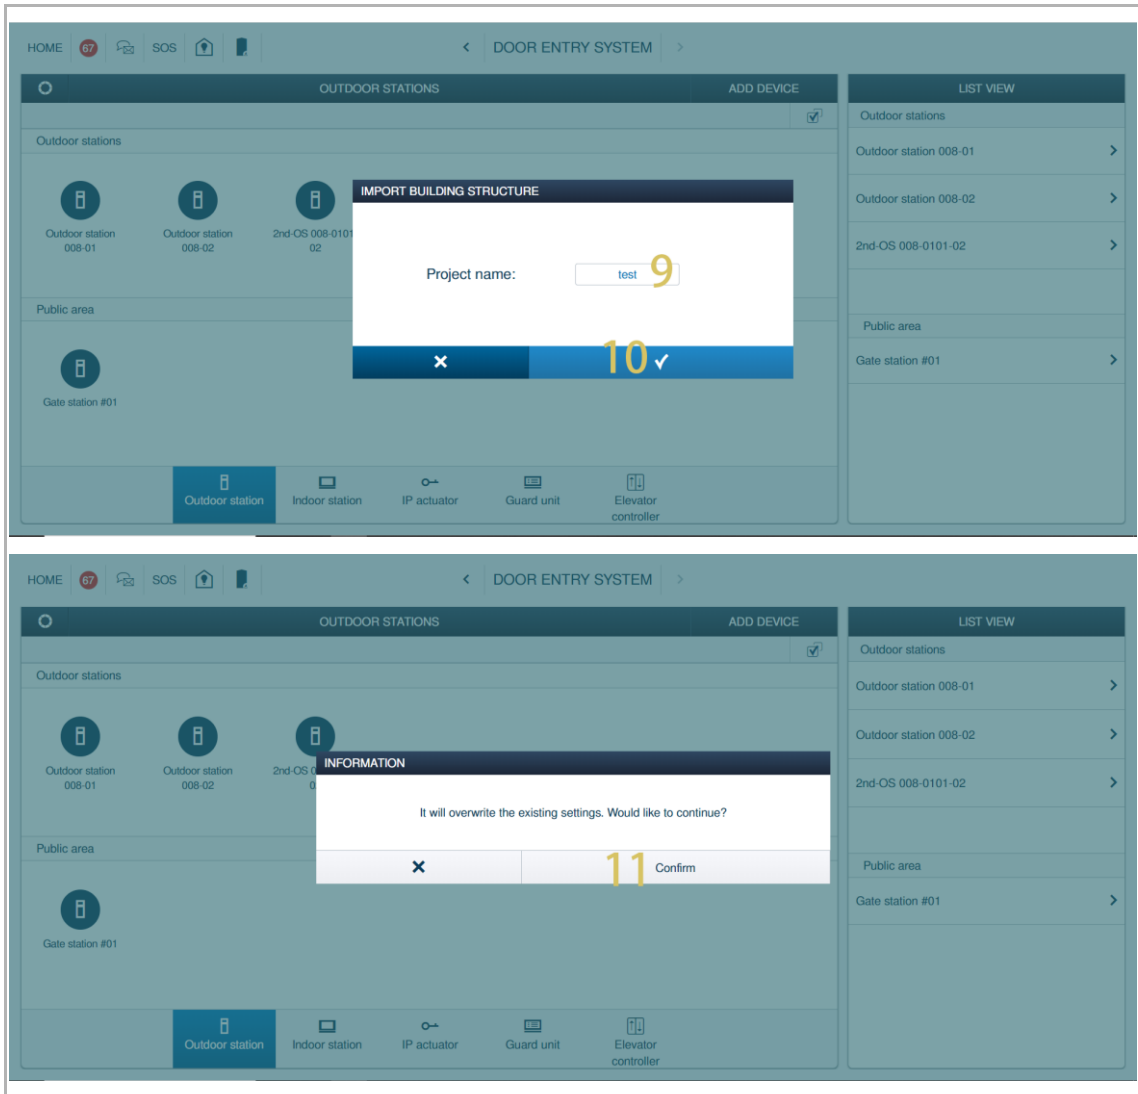 HOME 67 SOS < DOOR ENTRY SYSTEM >
OUTDOOR STATIONS ADD DEVICE LIST VIEW
Outdoor stations
Outdoor stations
Outdoor station 008-01
Outdoor station 008-02
2nd-OS 008-0101-02
Outdoor station
008-01
Outdoor station
008-02
2nd-OS 008-0101
02
IMPORT BUILDING STRUCTURE
Project name: test 9
10
Public area
Gate station #01
Public area
Gate station #01
Outdoor station
Indoor station
IP actuator
Guard unit
Elevator
controller
HOME 67 SOS < DOOR ENTRY SYSTEM >
OUTDOOR STATIONS ADD DEVICE LIST VIEW
Outdoor stations
Outdoor stations
Outdoor station 008-01
Outdoor station 008-02
2nd-OS 008-0101-02
Outdoor station
008-01
Outdoor station
008-02
2nd-OS 0
0
INFORMATION
It will overwrite the existing settings. Would like to continue?
11 Confirm
Public area
Gate station #01
Public area
Gate station #01
Outdoor station
Indoor station
IP actuator
Guard unit
Elevator
controller